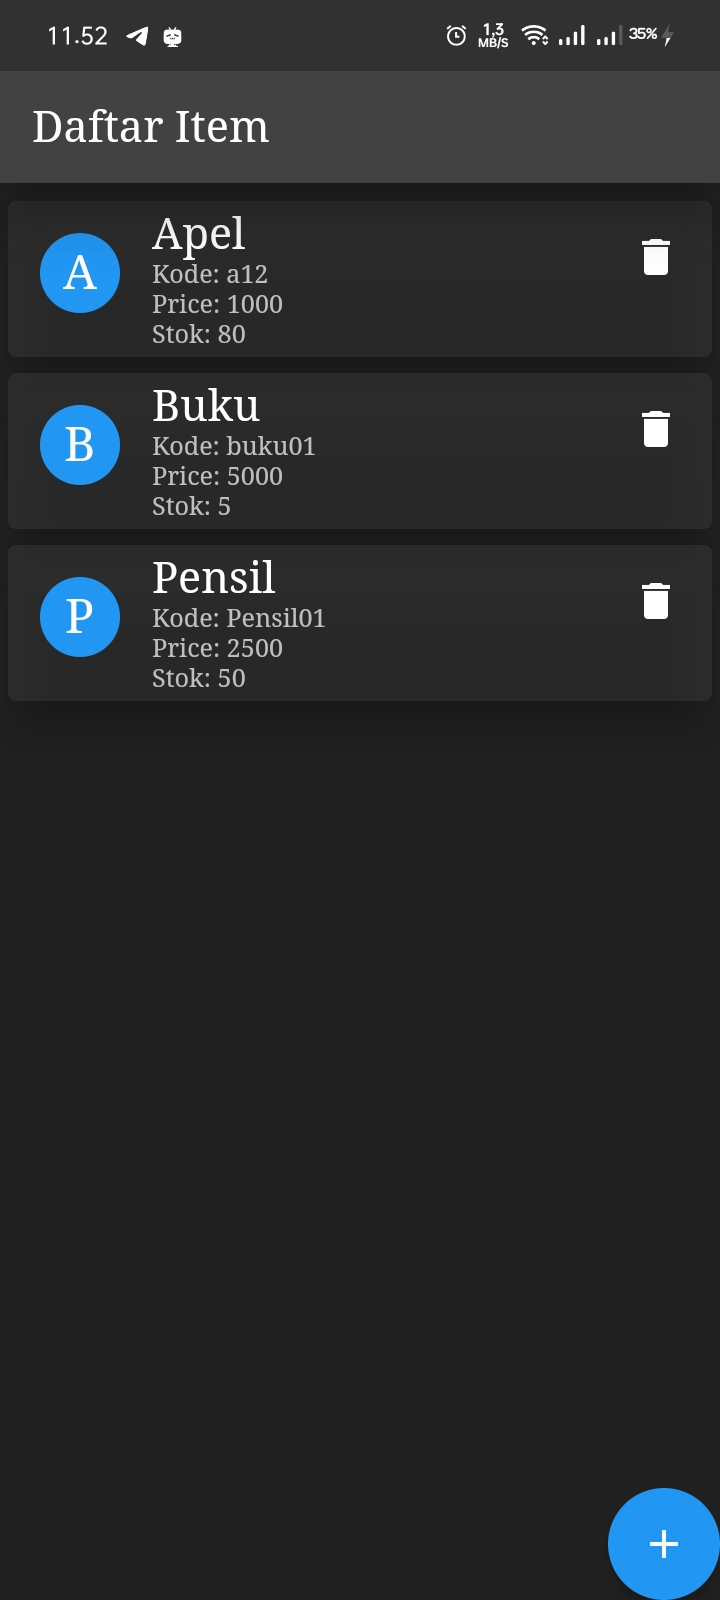 11.52
1,3
MB/S
35%
Daftar Item
A
Apel
Kode: a12
Price: 1000
Stok: 80
B
Buku
Kode: buku01
Price: 5000
Stok: 5
P
Pensil
Kode: Pensil01
Price: 2500
Stok: 50